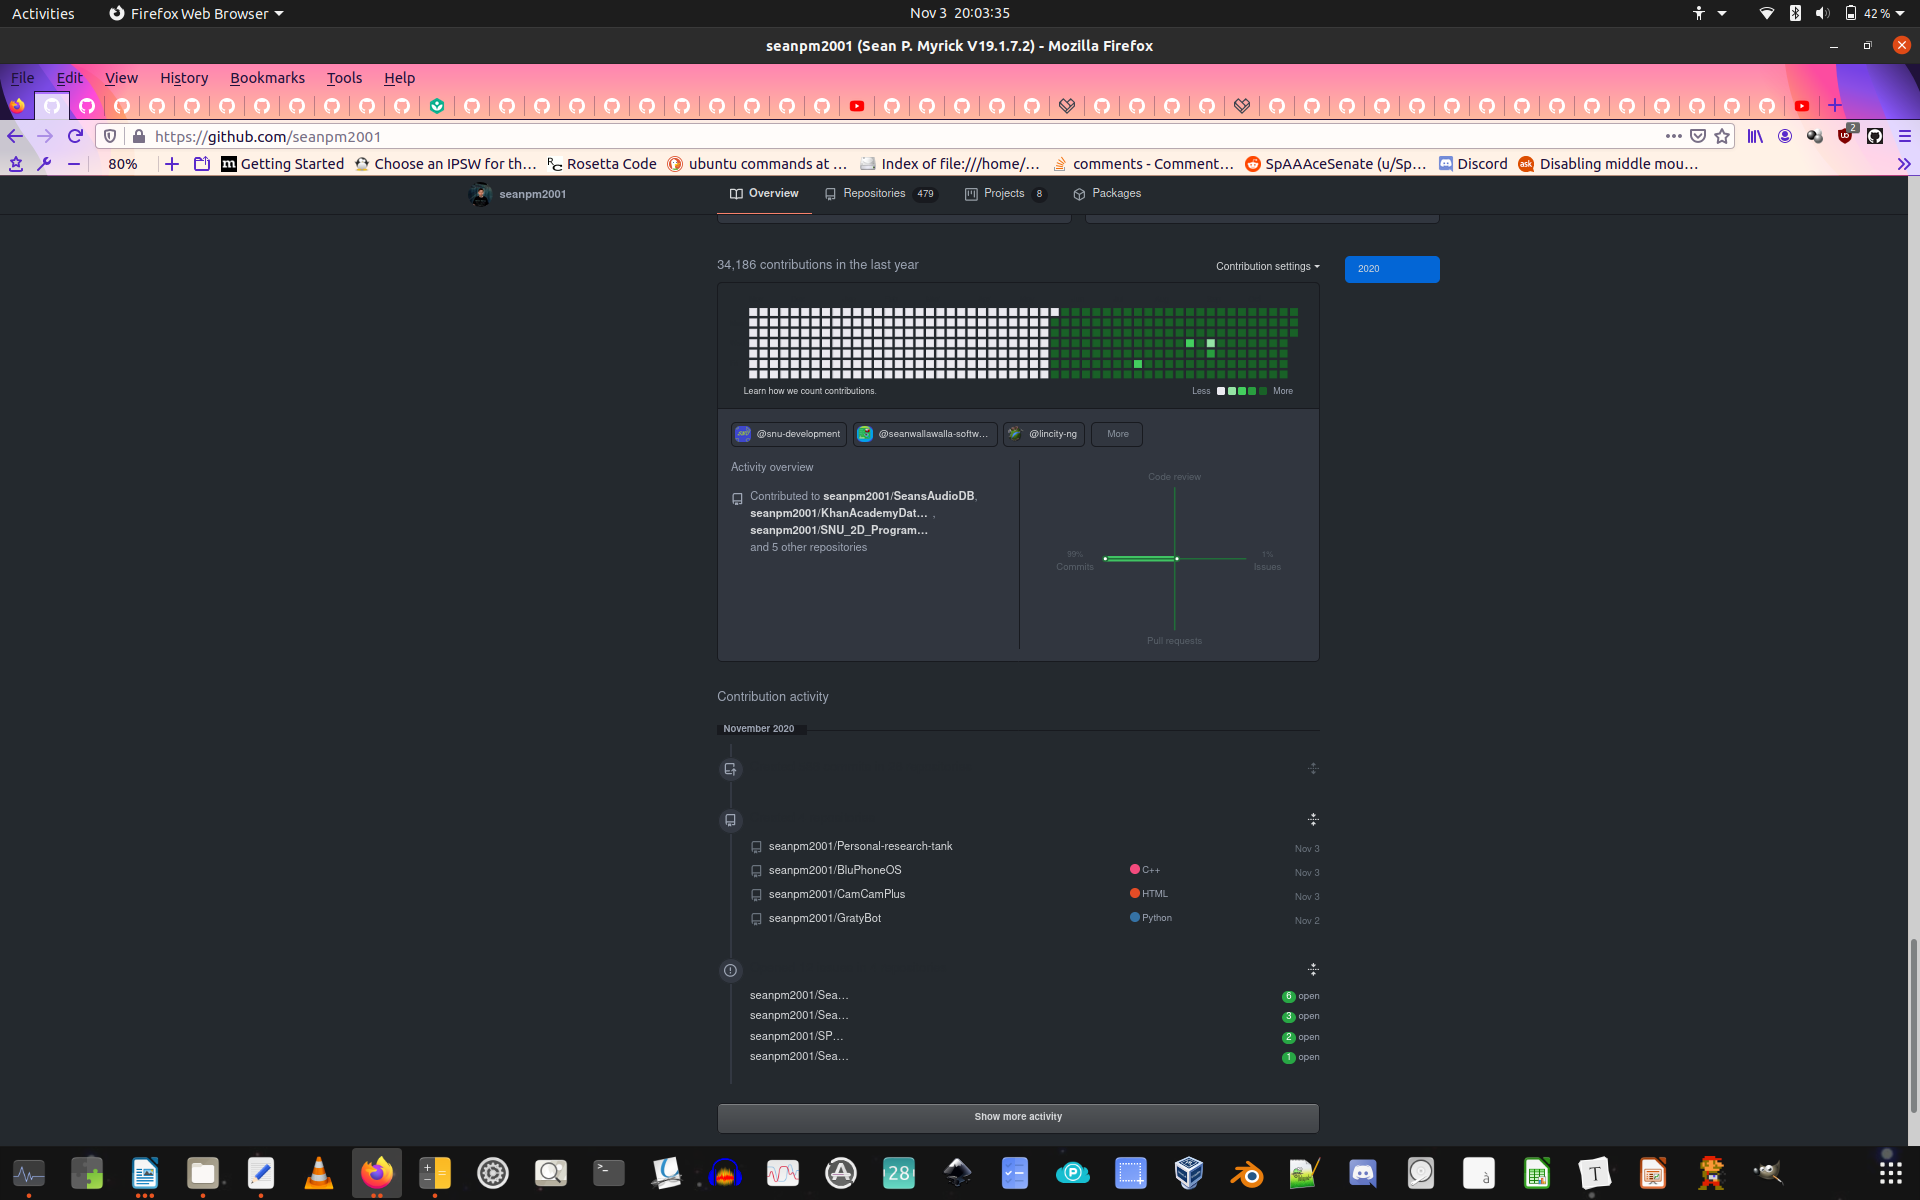 Activities
Firefox Web Browser
Nov 3 20:03:35
42 %
seanpm2001 (Sean P. Myrick V19.1.7.2) - Mozilla Firefox
File Edit View History Bookmarks Tools Help
https://github.com/seanpm2001
2
80%
Getting Started
Choose an IPSW for th…
Rosetta Code
ubuntu commands at …
Index of file:///home/…
comments - Comment…
SpAAAceSenate (u/Sp…
Discord
Disabling middle mou…
seanpm2001
Overview
Repositories 479
Projects 8
Packages
34,186 contributions in the last year
Contribution settings
2020
Learn how we count contributions.
Less
More
@snu-development
@seanwallawalla-softw…
@lincity-ng
More
Activity overview
Contributed to seanpm2001/SeansAudioDB,
seanpm2001/KhanAcademyDat… ,
seanpm2001/SNU_2D_Program…
and 5 other repositories
Code review
99%
Commits
1%
Issues
Pull requests
Contribution activity
November 2020
seanpm2001/Personal-research-tank
Nov 3
seanpm2001/BluPhoneOS
C++
Nov 3
seanpm2001/CamCamPlus
HTML
Nov 3
seanpm2001/GratyBot
Python
Nov 2
seanpm2001/Sea…
6 open
seanpm2001/Sea…
3 open
seanpm2001/SP…
2 open
seanpm2001/Sea…
1 open
Show more activity
28